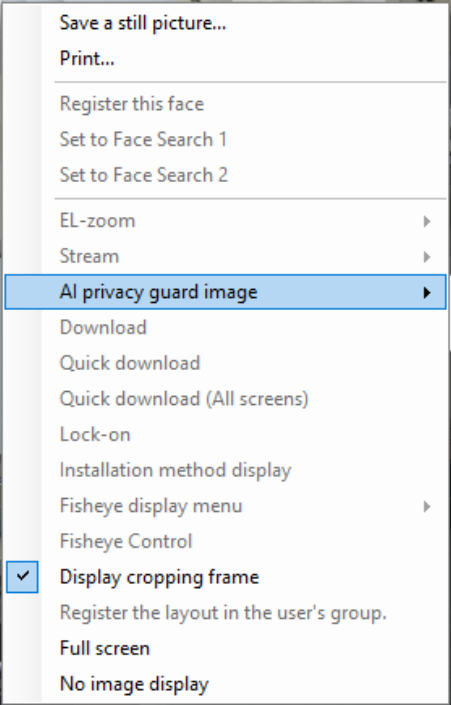 Save a still picture...
Print...
Register this face
Set to Face Search 1
Set to Face Search 2
EL-zoom
Stream
AI privacy guard image
Download
Quick download
Quick download (All screens)
Lock-on
Installation method display
Fisheye display menu
Fisheye Control
Display cropping frame
Register the layout in the user's group.
Full screen
No image display